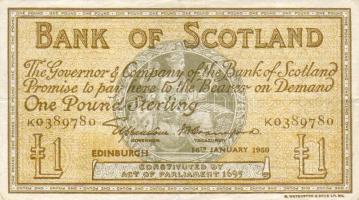 BANK OF SCOTLAND
The Governor & Company of the Bank of Scotland
Promise to pay here to the Bearer on Demand
One Pound Sterling
K0389780 K0389780
GOVERNOR TREASURER
EDINBURGH 16TH JANUARY 1950
£1 £1
CONSTITUTED BY
ACT OF PARLIAMENT 1695